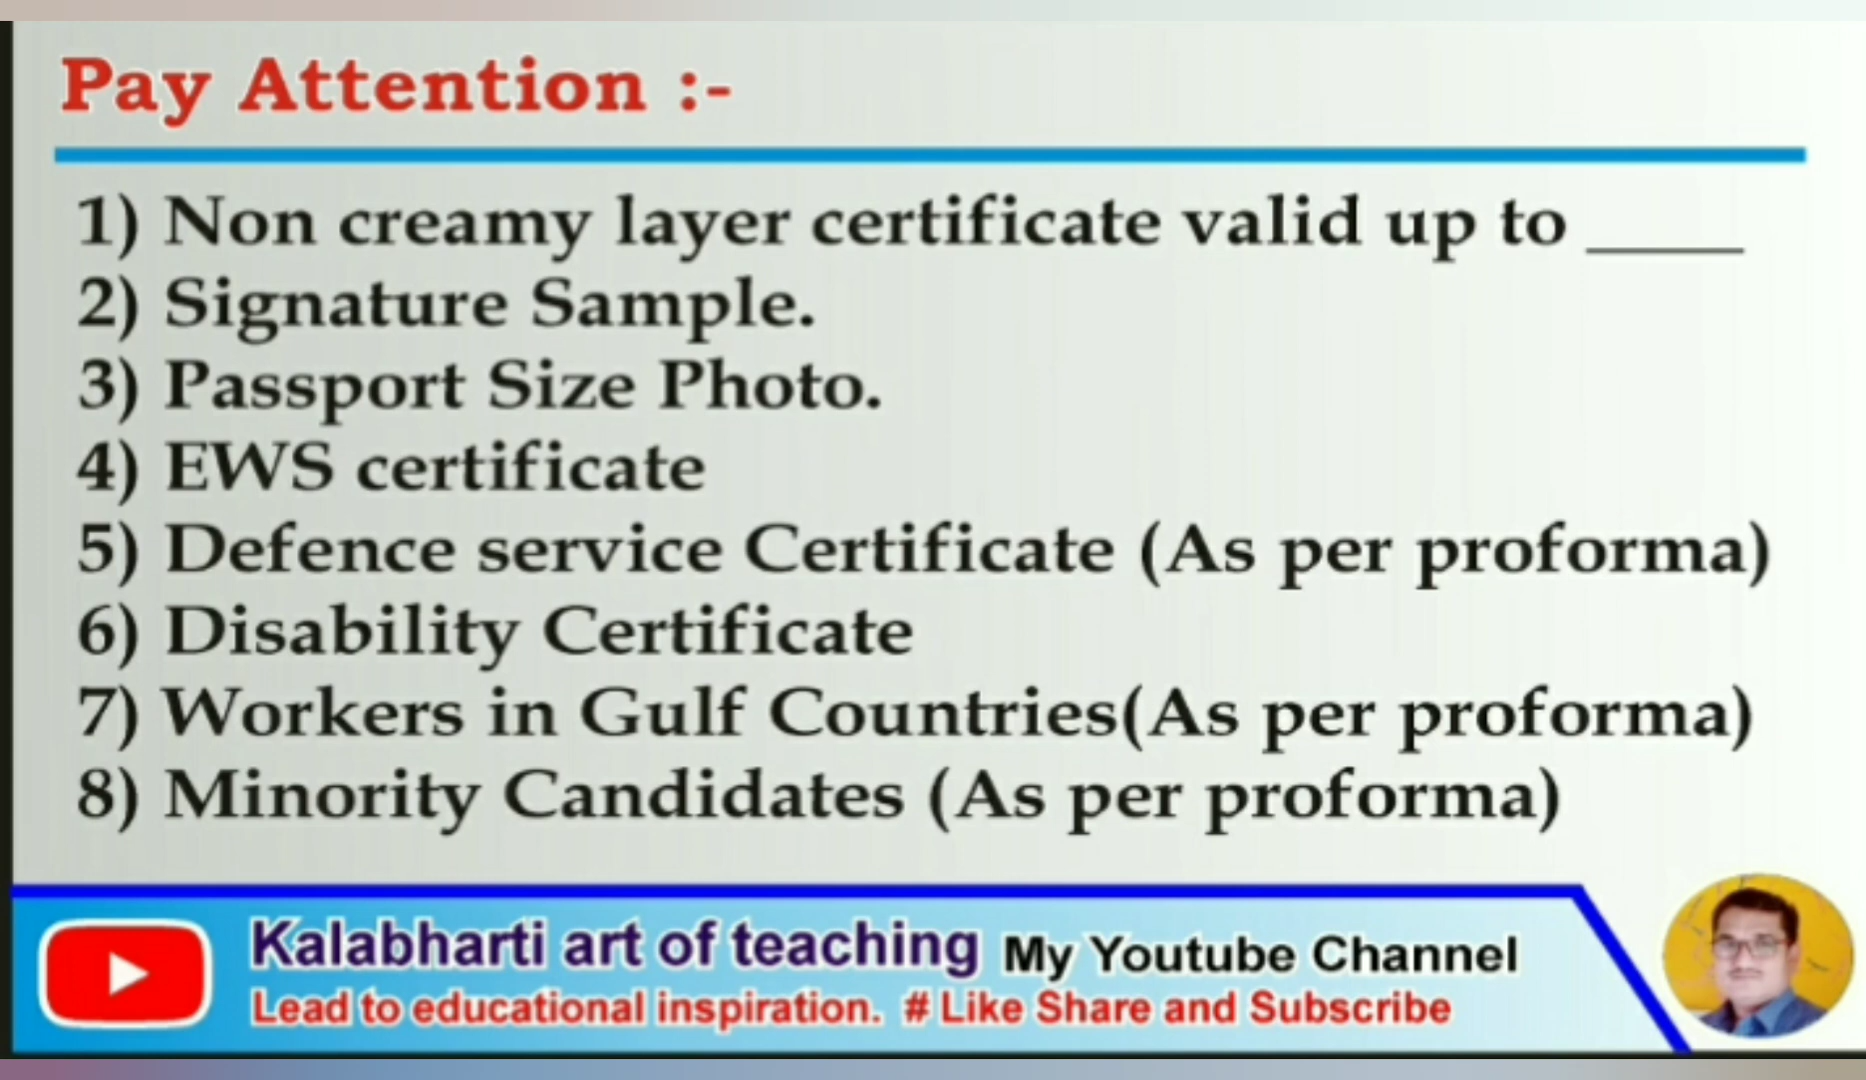 Pay Attention :-
1) Non creamy layer certificate valid up to _____
2) Signature Sample.
3) Passport Size Photo.
4) EWS certificate
5) Defence service Certificate (As per proforma)
6) Disability Certificate
7) Workers in Gulf Countries(As per proforma)
8) Minority Candidates (As per proforma)
Kalabharti art of teaching My Youtube Channel
Lead to educational inspiration. # Like Share and Subscribe